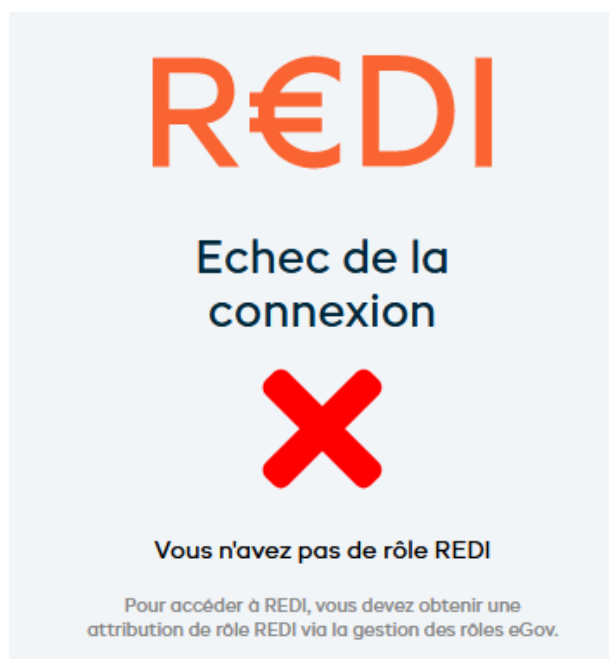 R€DI
Echec de la
connexion
Vous n'avez pas de rôle REDI
Pour accéder à REDI, vous devez obtenir une
attribution de rôle REDI via la gestion des rôles eGov.